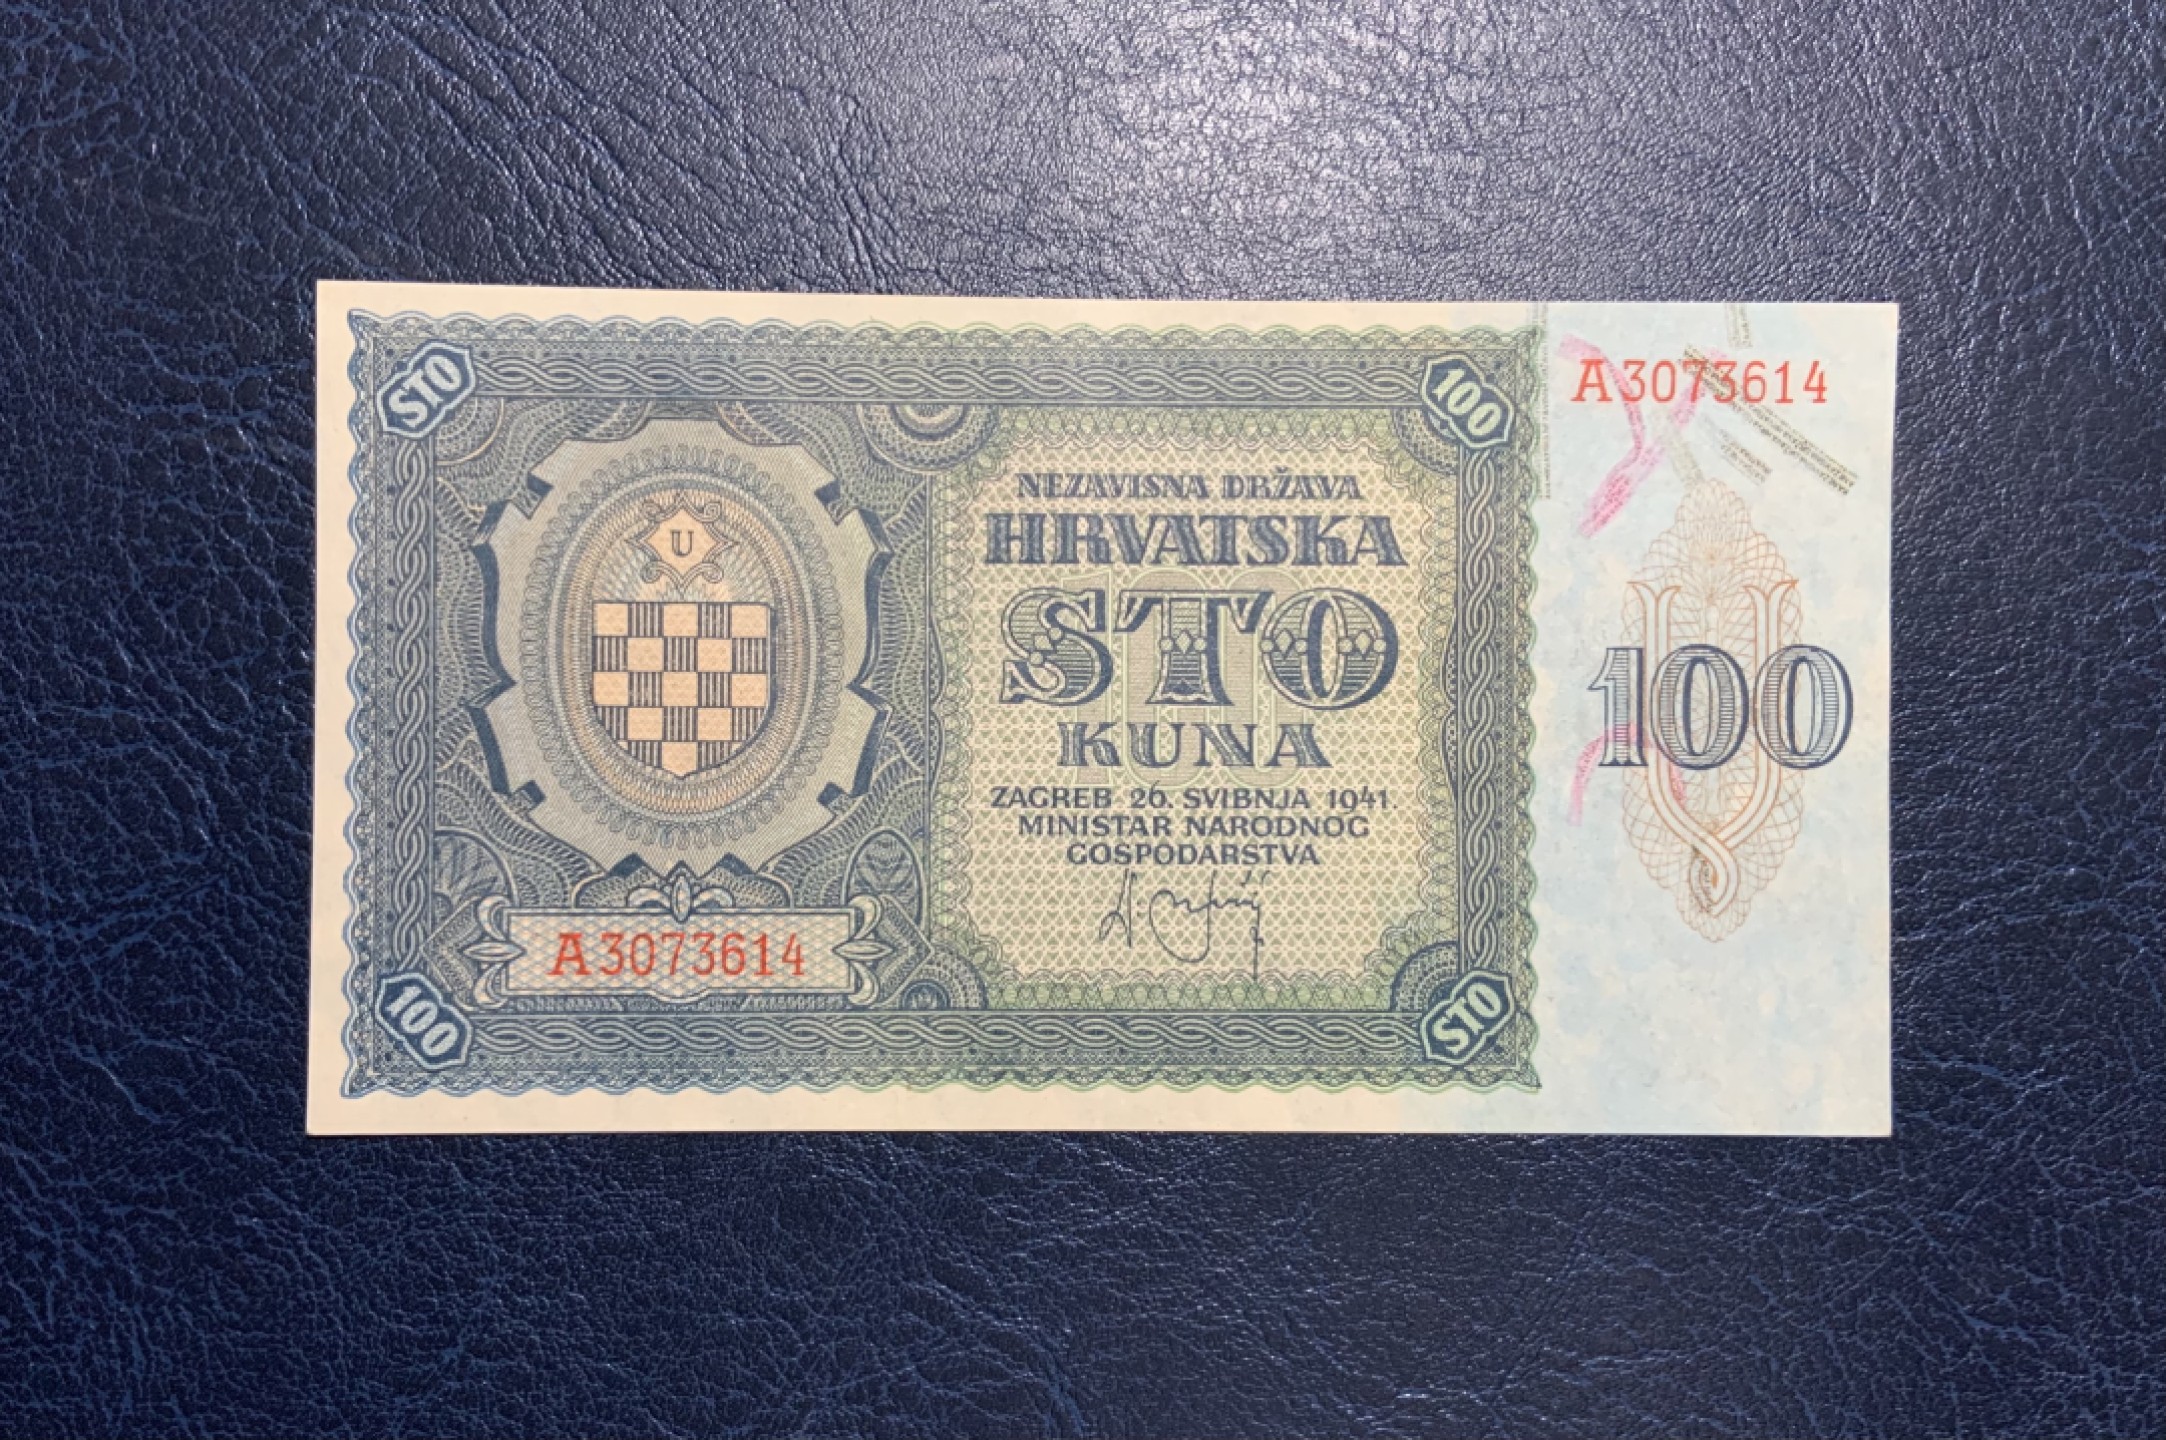 STO
100
A3073614
U
NEZAVISNA DRŽAVA
HRVATSKA
STO
KUNA
100
ZAGREB 26. SVIBNJA 1941.
MINISTAR NARODNOG
GOSPODARSTVA
U
100
A3073614
100
STO